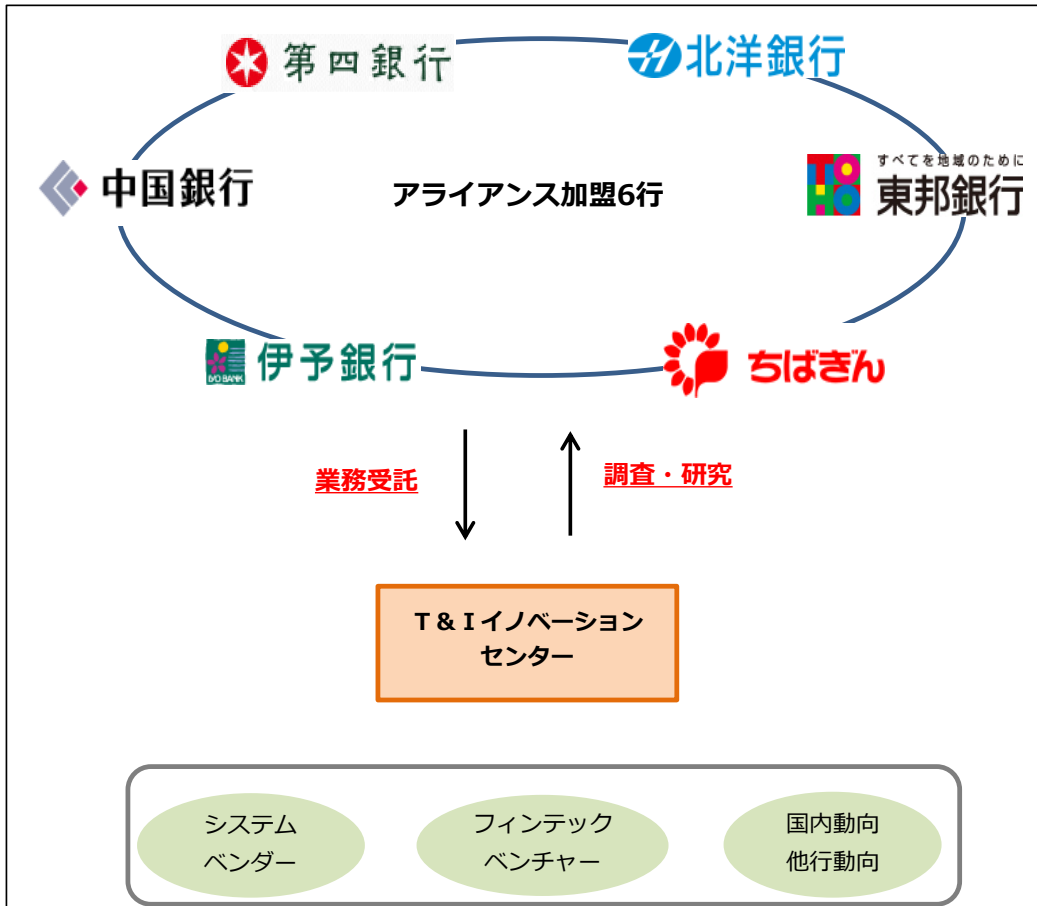 第四銀行
北洋銀行
中国銀行
アライアンス加盟6行
TO
HO
すべてを地域のために
東邦銀行
IYO BANK
伊予銀行
ちばぎん
業務受託
調査・研究
T&Iイノベーション
センター
システム
ベンダー
フィンテック
ベンチャー
国内動向
他行動向